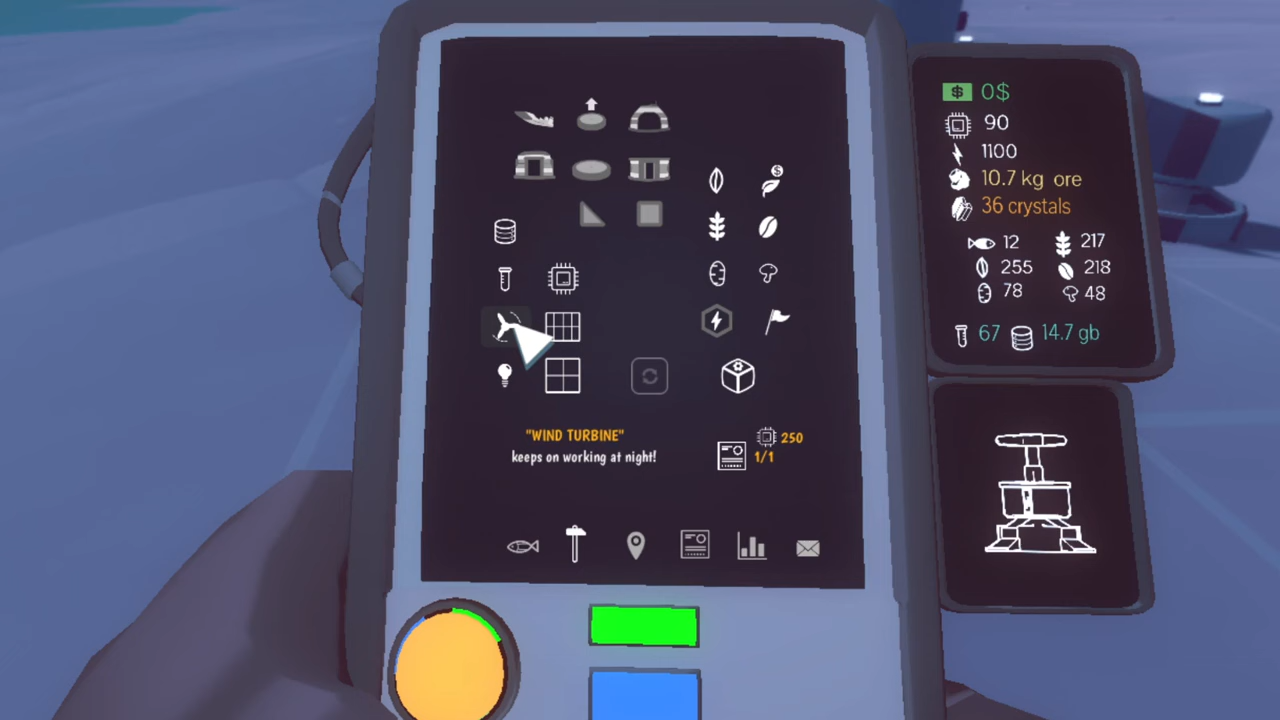 0$
90
1100
10.7 kg ore
36 crystals
12 217
255 218
78 48
67 14.7 gb
"WIND TURBINE" 250
keeps on working at night! 1/1